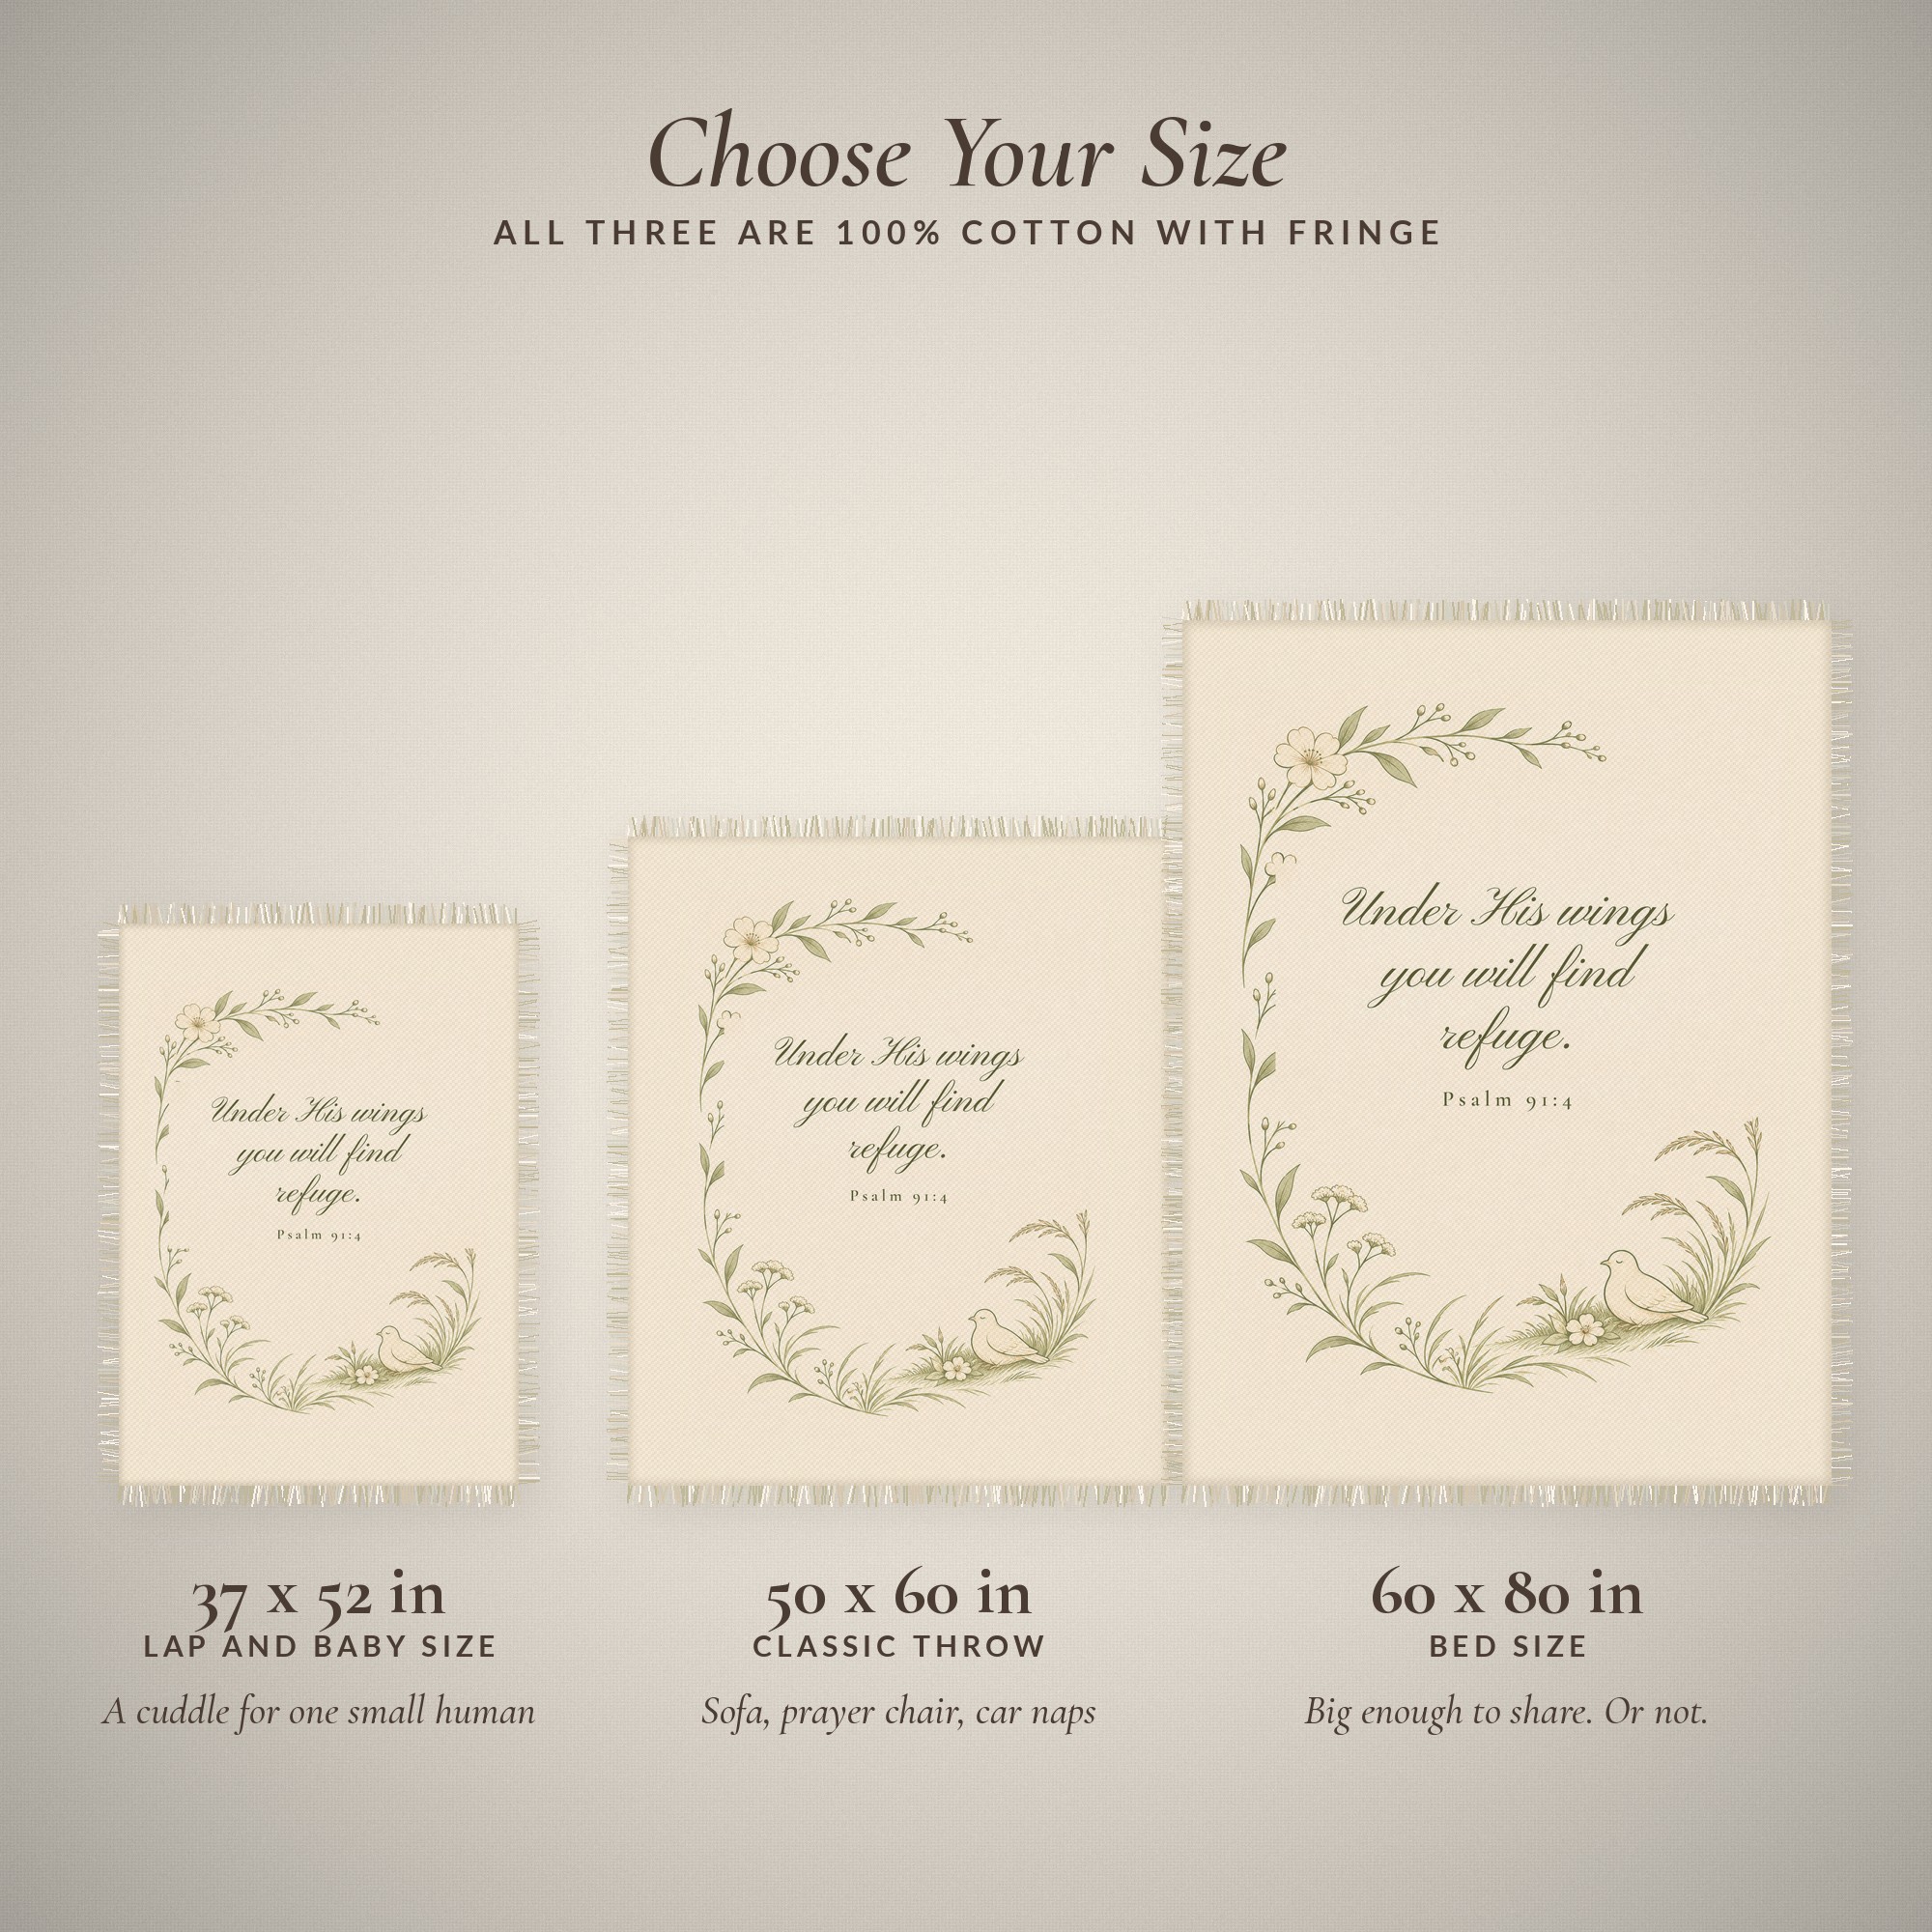 Choose Your Size
ALL THREE ARE 100% COTTON WITH FRINGE
Under His wings
you will find
refuge.
Psalm 91:4
Under His wings
you will find
refuge.
Psalm 91:4
Under His wings
you will find
refuge.
Psalm 91:4
37 x 52 in
LAP AND BABY SIZE
A cuddle for one small human
50 x 60 in
CLASSIC THROW
Sofa, prayer chair, car naps
60 x 80 in
BED SIZE
Big enough to share. Or not.